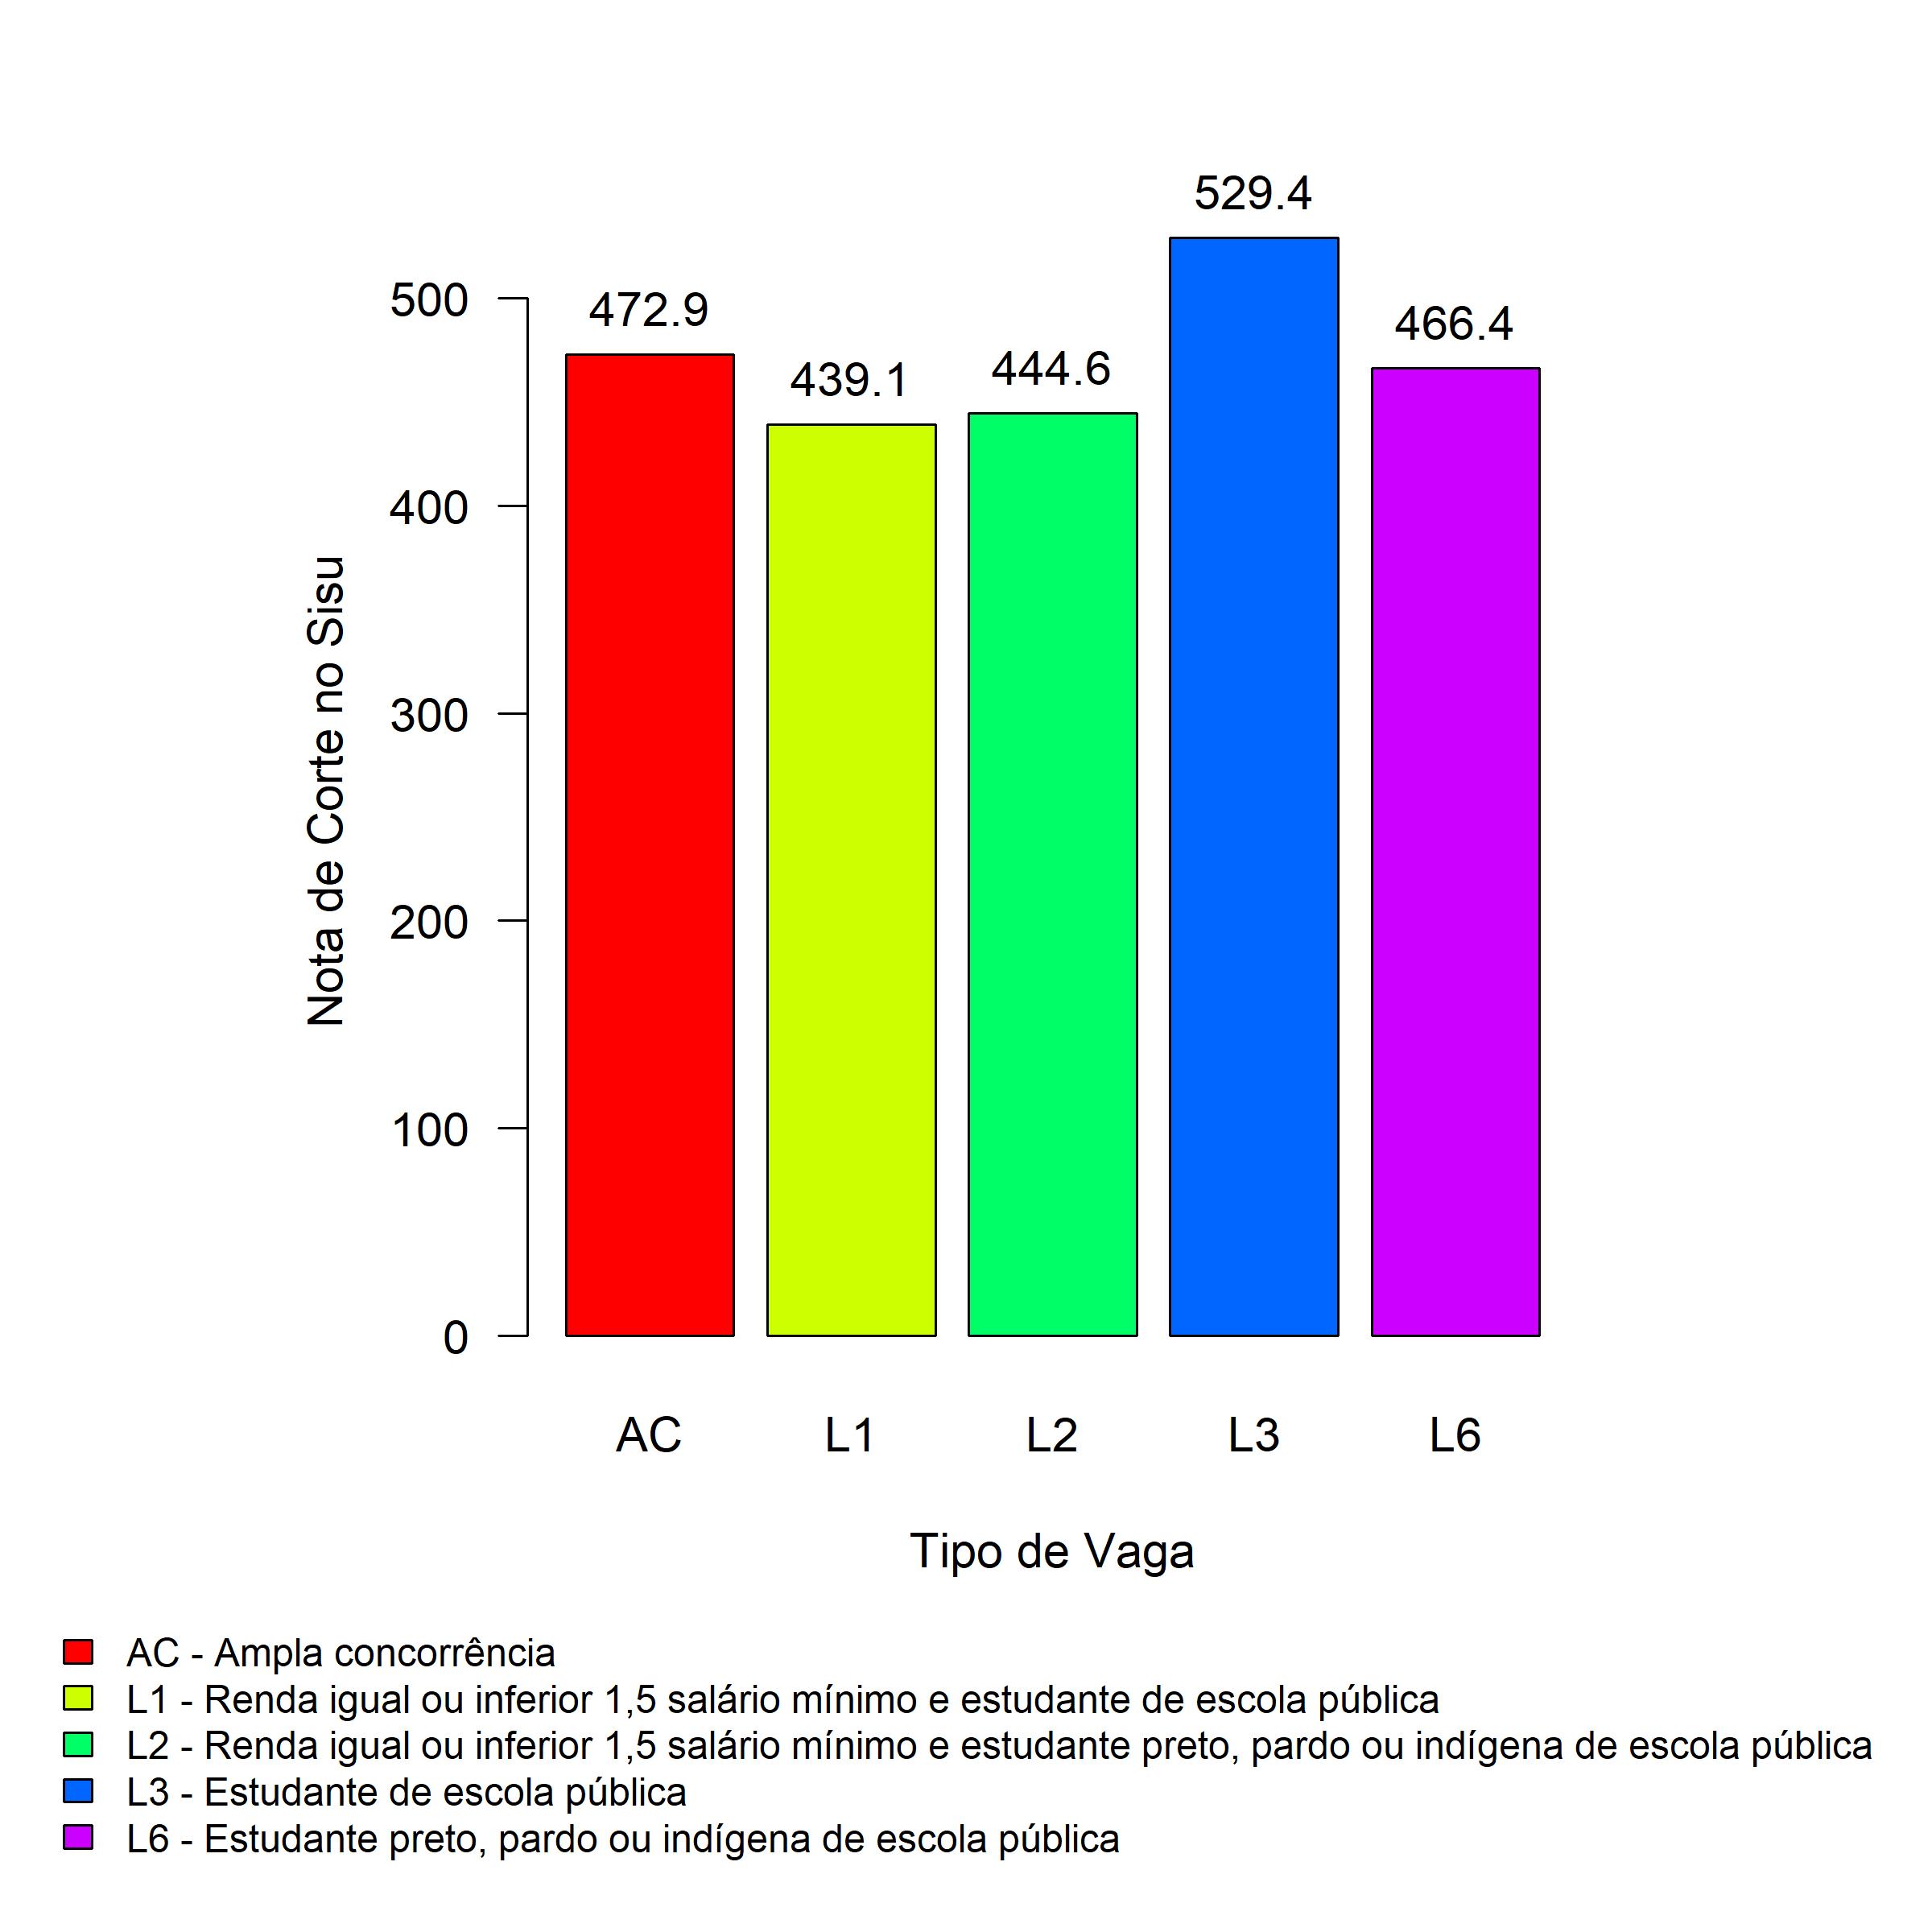 529.4
500
472.9
466.4
444.6
439.1
400
300
200
100
0
Nota de Corte no Sisu
AC L1 L2 L3 L6
Tipo de Vaga
AC - Ampla concorrência
L1 - Renda igual ou inferior 1,5 salário mínimo e estudante de escola pública
L2 - Renda igual ou inferior 1,5 salário mínimo e estudante preto, pardo ou indígena de escola pública
L3 - Estudante de escola pública
L6 - Estudante preto, pardo ou indígena de escola pública